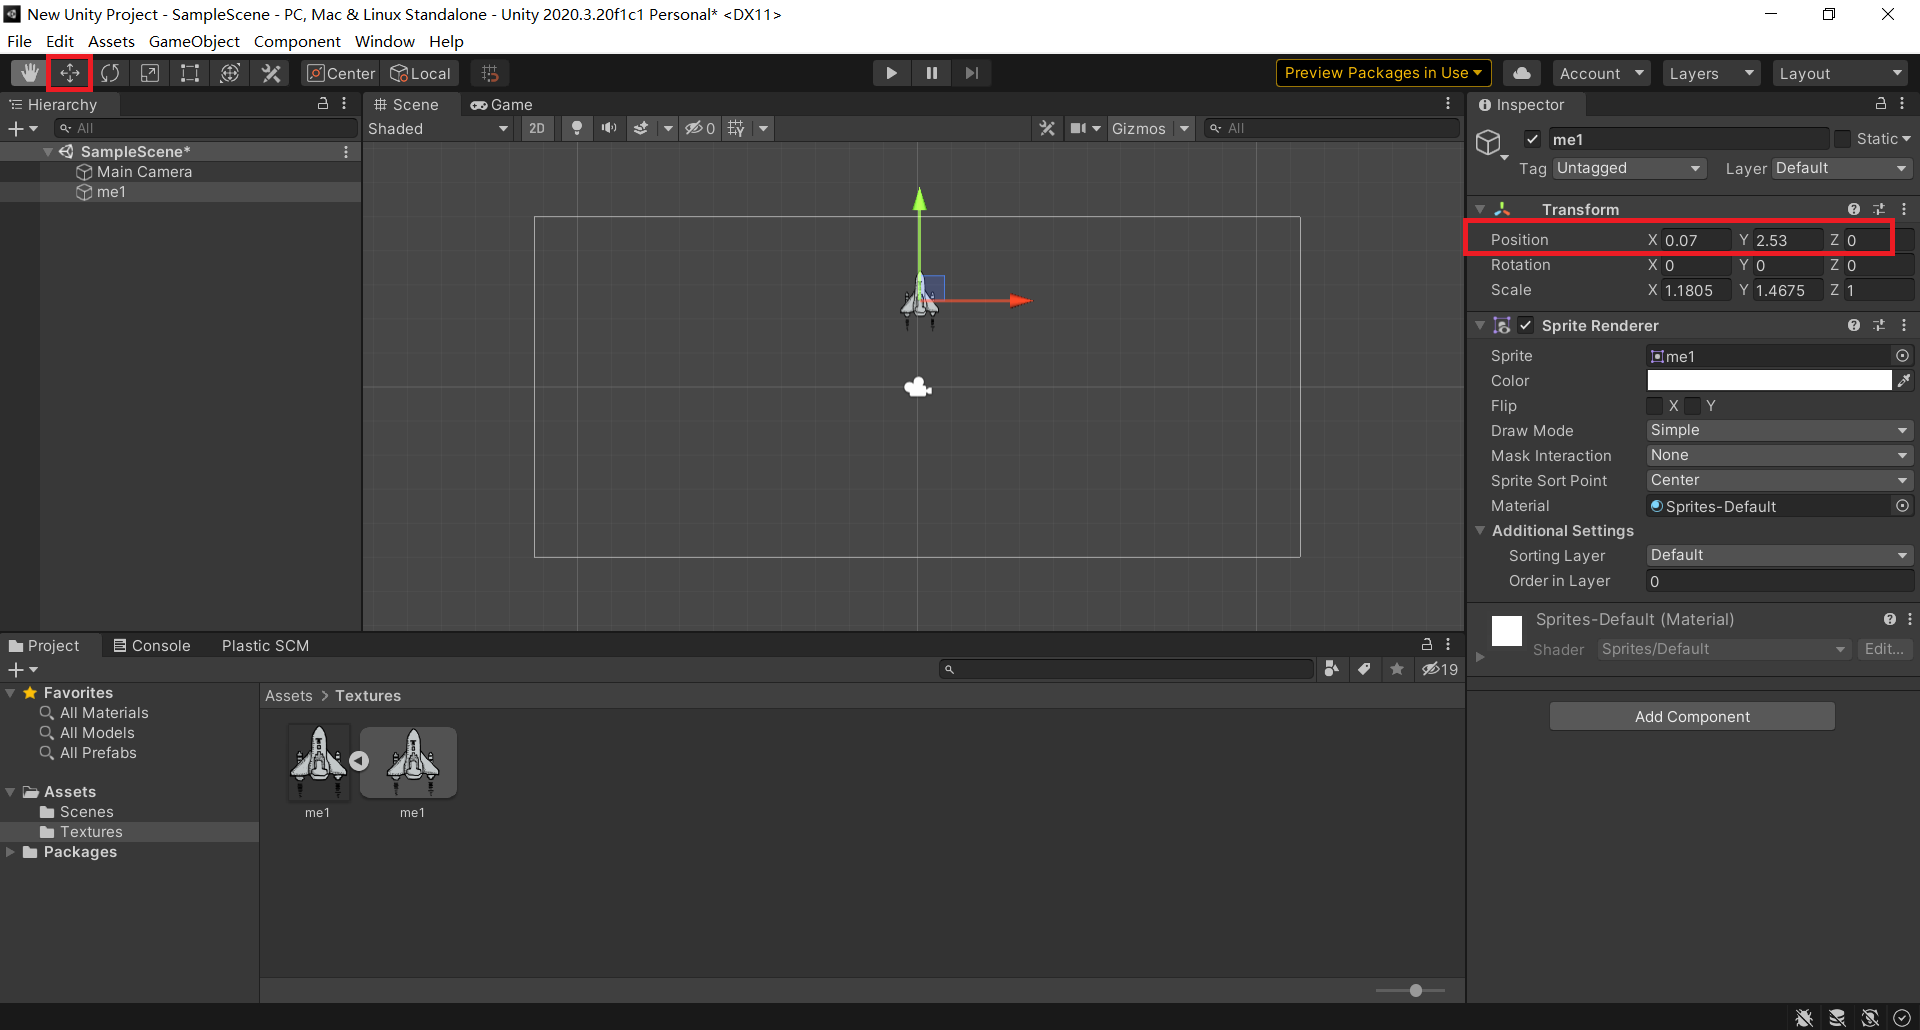 New Unity Project - SampleScene - PC, Mac & Linux Standalone - Unity 2020.3.20f1c1 Personal* <DX11>
File Edit Assets GameObject Component Window Help
Center Local Preview Packages in Use Account Layers Layout
Hierarchy
All
SampleScene*
Main Camera
me1
Scene Game
Shaded 2D 0 Gizmos All
Inspector
me1 Static
Tag Untagged Layer Default
Transform
Position X 0.07 Y 2.53 Z 0
Rotation X 0 Y 0 Z 0
Scale X 1.1805 Y 1.4675 Z 1
Sprite Renderer
Sprite me1
Color
Flip X Y
Draw Mode Simple
Mask Interaction None
Sprite Sort Point Center
Material Sprites-Default
Additional Settings
Sorting Layer Default
Order in Layer 0
Sprites-Default (Material)
Shader Sprites/Default Edit...
Add Component
Project Console Plastic SCM
19
Favorites
All Materials
All Models
All Prefabs
Assets
Scenes
Textures
Packages
Assets > Textures
me1 me1